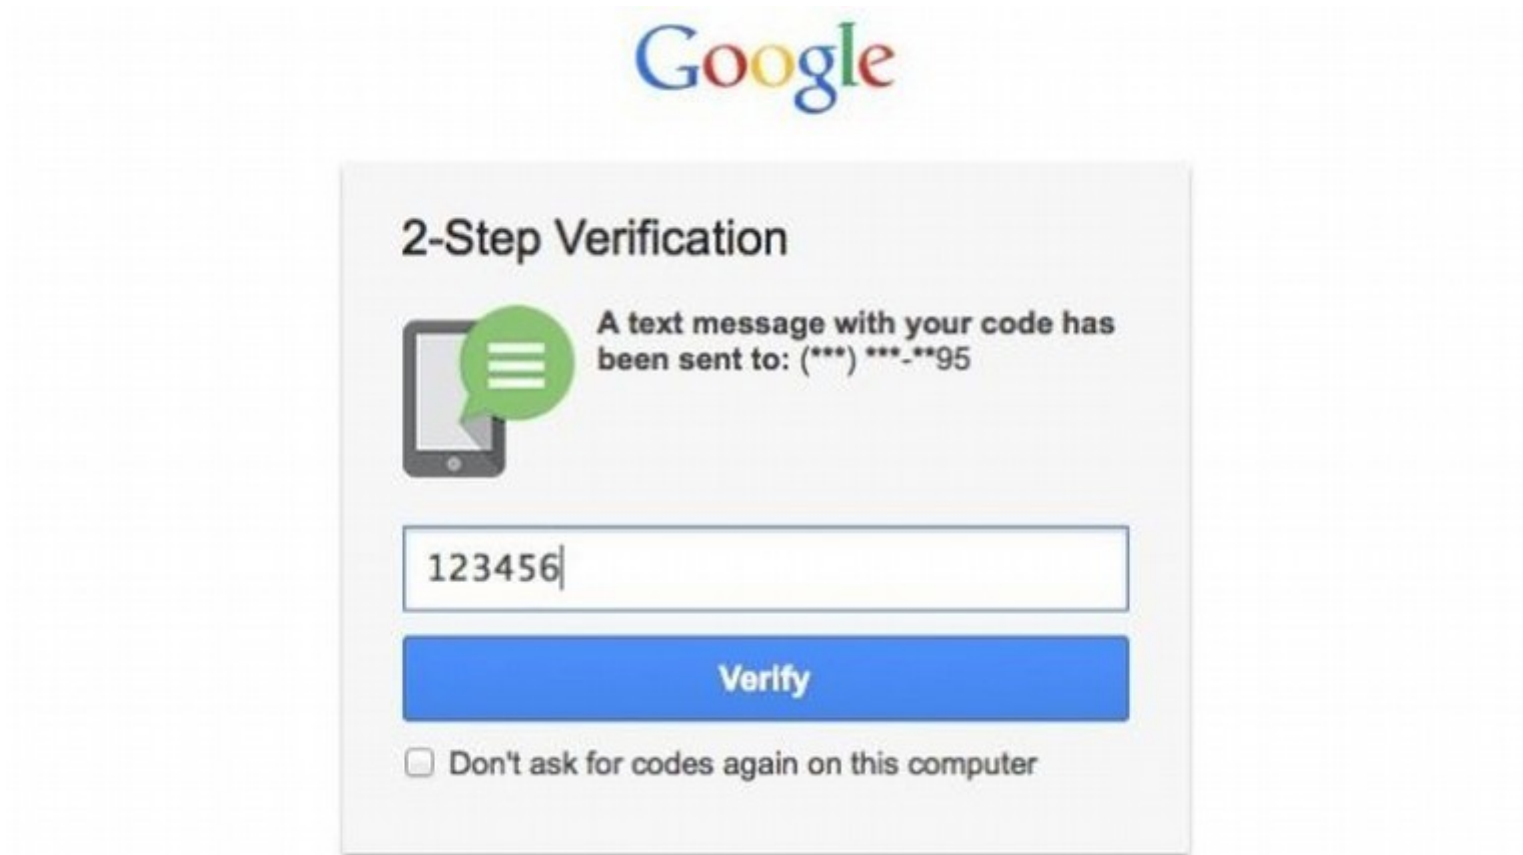 Google
2-Step Verification
A text message with your code has
been sent to: (***) ***-**95
123456
Verify
Don't ask for codes again on this computer